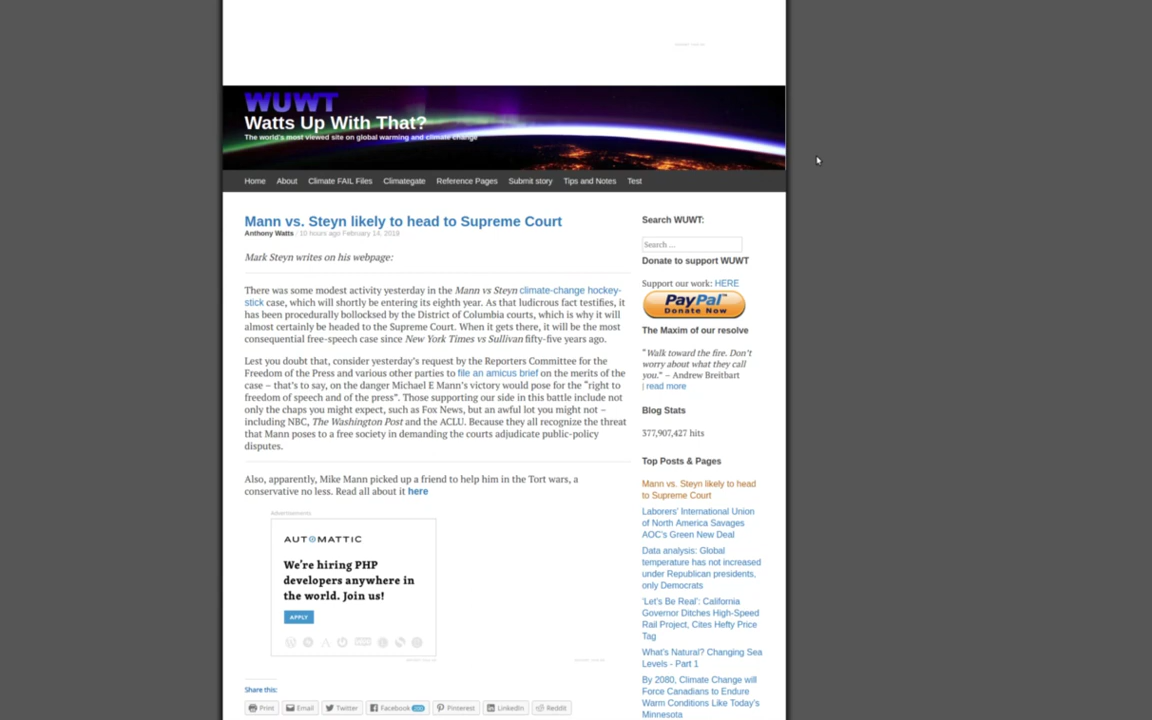 WUWT
Watts Up With That?
The world's most viewed site on global warming and climate change
Home About Climate FAIL Files Climategate Reference Pages Submit story Tips and Notes Test
Mann vs. Steyn likely to head to Supreme Court
Anthony Watts / 10 hours ago February 14, 2019
Mark Steyn writes on his webpage:
There was some modest activity yesterday in the Mann vs Steyn climate-change hockey-
stick case, which will shortly be entering its eighth year. As that ludicrous fact testifies, it
has been procedurally bollocksed by the District of Columbia courts, which is why it will
almost certainly be headed to the Supreme Court. When it gets there, it will be the most
consequential free-speech case since New York Times vs Sullivan fifty-five years ago.
Lest you doubt that, consider yesterday's request by the Reporters Committee for the
Freedom of the Press and various other parties to file an amicus brief on the merits of the
case – that's to say, on the danger Michael E Mann's victory would pose for the "right to
freedom of speech and of the press". Those supporting our side in this battle include not
only the chaps you might expect, such as Fox News, but an awful lot you might not –
including NBC, The Washington Post and the ACLU. Because they all recognize the threat
that Mann poses to a free society in demanding the courts adjudicate public-policy
disputes.
Also, apparently, Mike Mann picked up a friend to help him in the Tort wars, a
conservative no less. Read all about it here
Advertisements
AUTOMATTIC
We're hiring PHP
developers anywhere in
the world. Join us!
APPLY
Share this:
Print Email Twitter Facebook Pinterest LinkedIn Reddit
Search WUWT:
Search ...
Donate to support WUWT
Support our work: HERE
PayPal
Donate Now
The Maxim of our resolve
"Walk toward the fire. Don't
worry about what they call
you." – Andrew Breitbart
| read more
Blog Stats
377,907,427 hits
Top Posts & Pages
Mann vs. Steyn likely to head
to Supreme Court
Laborers' International Union
of North America Savages
AOC's Green New Deal
Data analysis: Global
temperature has not increased
under Republican presidents,
only Democrats
'Let's Be Real': California
Governor Ditches High-Speed
Rail Project, Cites Hefty Price
Tag
What's Natural? Changing Sea
Levels - Part 1
By 2080, Climate Change will
Force Canadians to Endure
Warm Conditions Like Today's
Minnesota